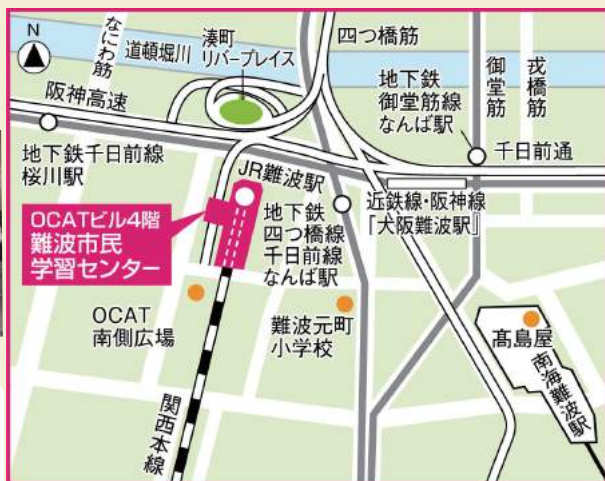 N
なにわ筋
道頓堀川
湊町
リバープレイス
四つ橋筋
御堂筋
戎橋筋
阪神高速
地下鉄
御堂筋線
なんば駅
千日前通
地下鉄千日前線
桜川駅
JR難波駅
近鉄線・阪神線
「大阪難波駅」
OCATビル4階
難波市民
学習センター
地下鉄
四つ橋線
千日前線
なんば駅
OCAT
南側広場
難波元町
小学校
髙島屋
南海難波駅
関西本線